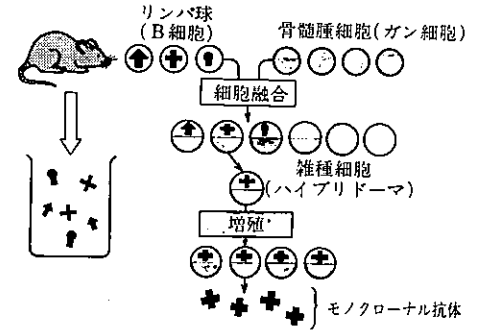 リンパ球
(B細胞)
骨髄腫細胞(ガン細胞)
細胞融合
雑種細胞
(ハイブリドーマ)
増殖
モノクローナル抗体